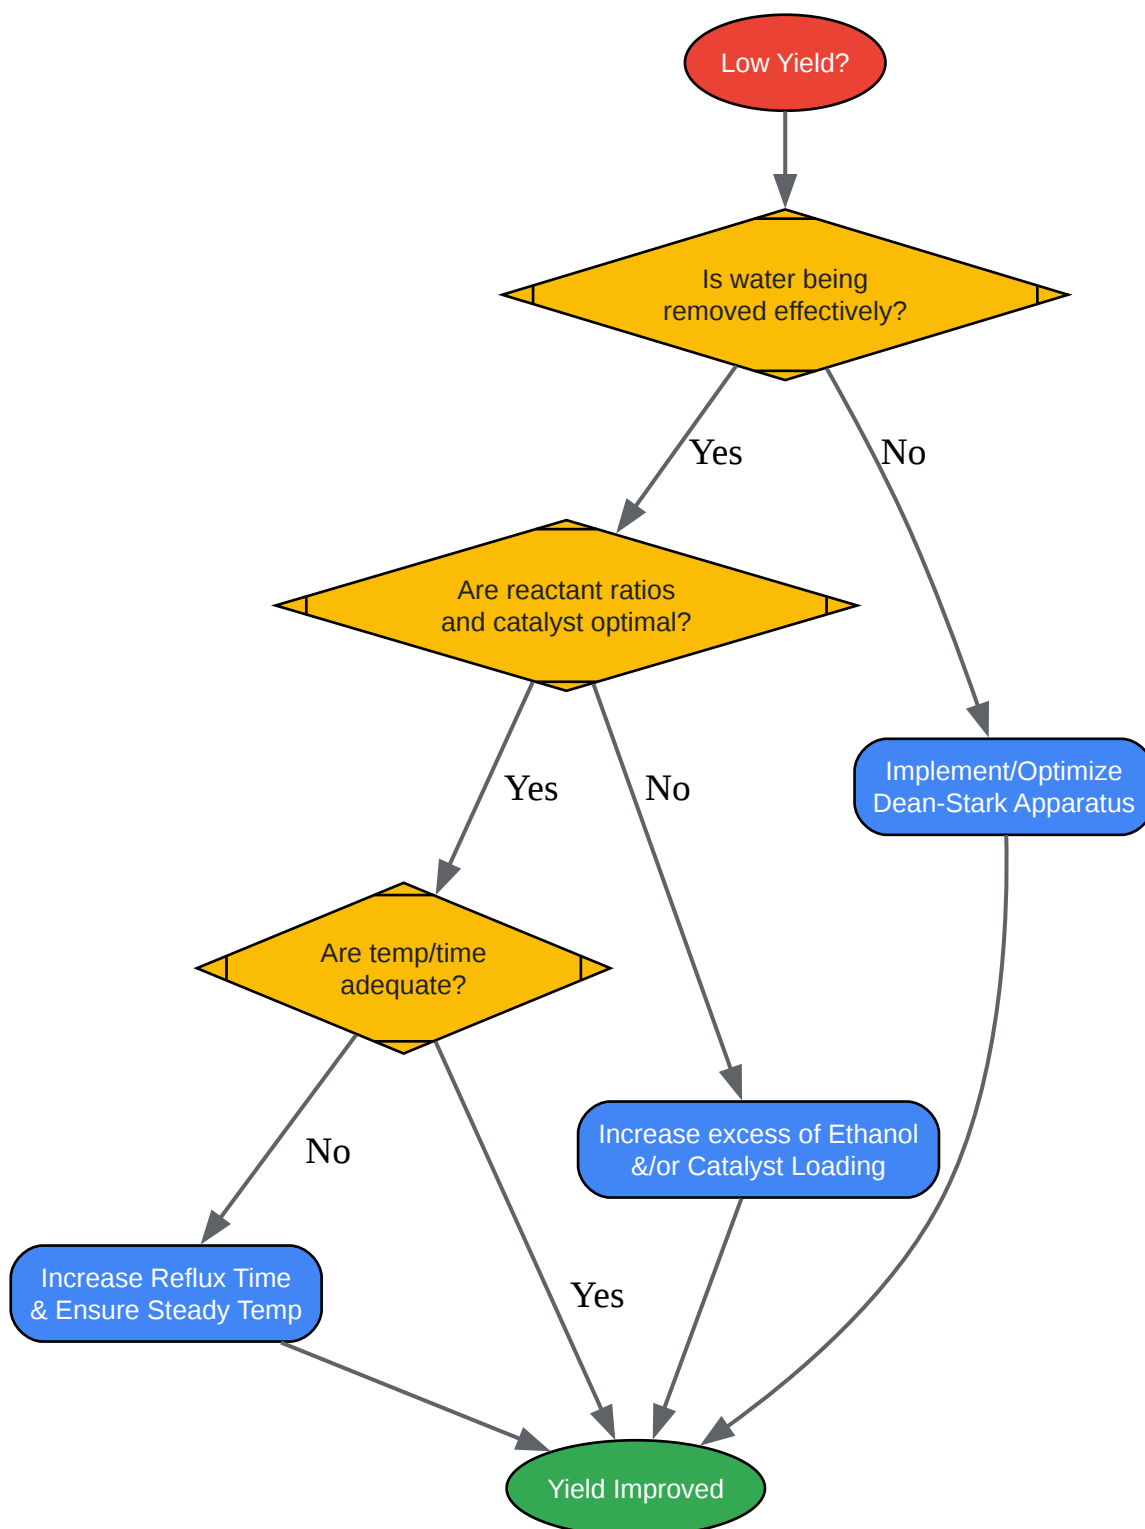 Low Yield?
Is water being
removed effectively?
Yes
No
Are reactant ratios
and catalyst optimal?
Yes
No
Implement/Optimize
Dean-Stark Apparatus
Are temp/time
adequate?
No
Increase excess of Ethanol
&/or Catalyst Loading
Increase Reflux Time
& Ensure Steady Temp
Yes
Yield Improved